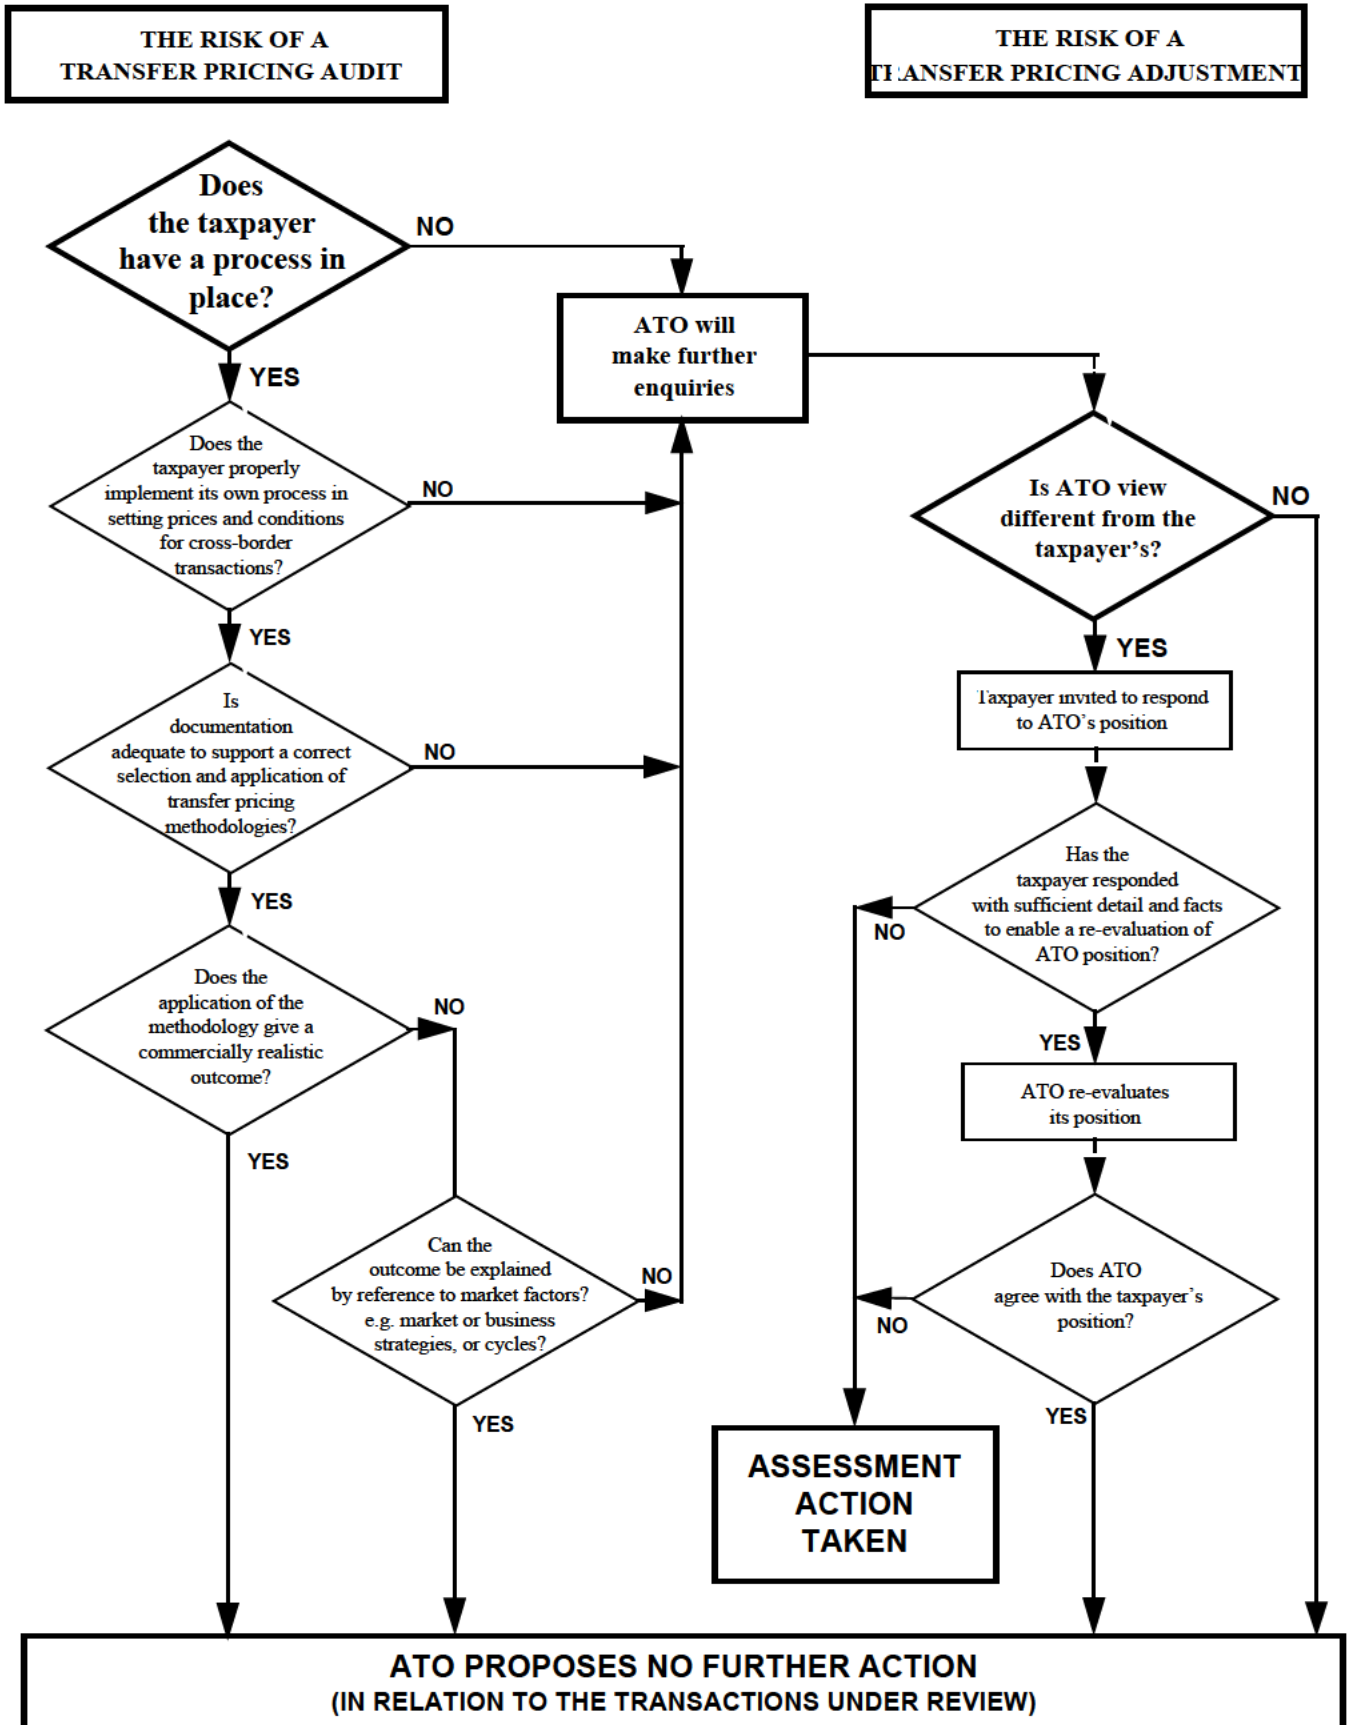 THE RISK OF A
TRANSFER PRICING AUDIT
THE RISK OF A
TRANSFER PRICING ADJUSTMENT
Does
the taxpayer
have a process in
place?
NO
YES
ATO will
make further
enquiries
Does the
taxpayer properly
implement its own process in
setting prices and conditions
for cross-border
transactions?
NO
YES
Is
documentation
adequate to support a correct
selection and application of
transfer pricing
methodologies?
NO
YES
Does the
application of the
methodology give a
commercially realistic
outcome?
NO
YES
Can the
outcome be explained
by reference to market factors?
e.g. market or business
strategies, or cycles?
NO
YES
Is ATO view
different from the
taxpayer's?
NO
YES
Taxpayer invited to respond
to ATO's position
Has the
taxpayer responded
with sufficient detail and facts
to enable a re-evaluation of
ATO position?
NO
YES
ATO re-evaluates
its position
Does ATO
agree with the taxpayer's
position?
NO
YES
ASSESSMENT
ACTION
TAKEN
ATO PROPOSES NO FURTHER ACTION
(IN RELATION TO THE TRANSACTIONS UNDER REVIEW)